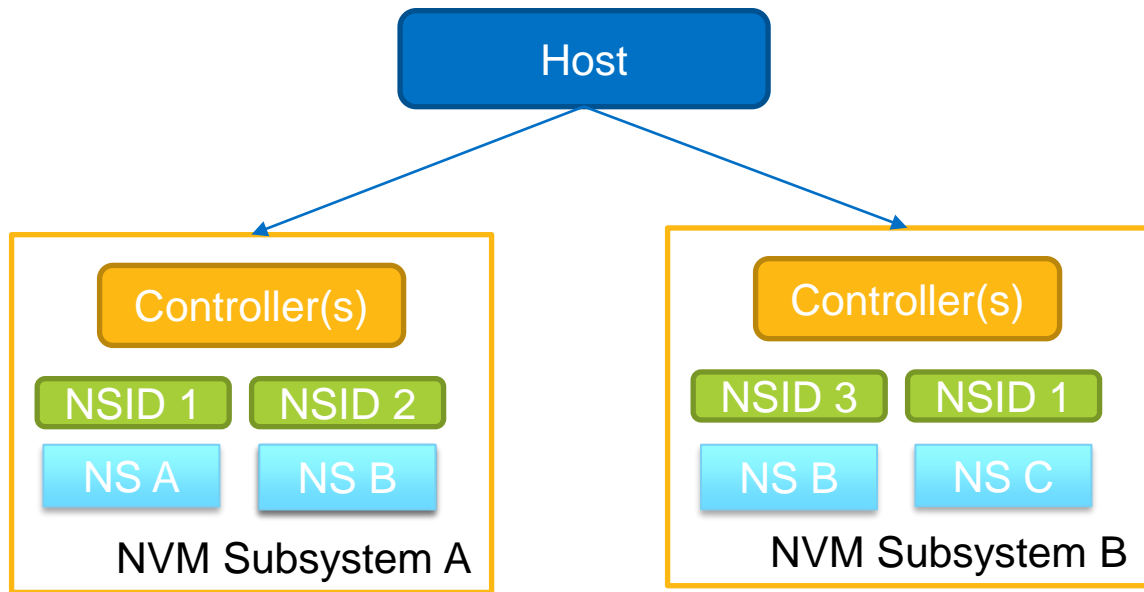 Host
Controller(s)
NSID 1
NSID 2
NS A
NS B
NVM Subsystem A
Controller(s)
NSID 3
NSID 1
NS B
NS C
NVM Subsystem B